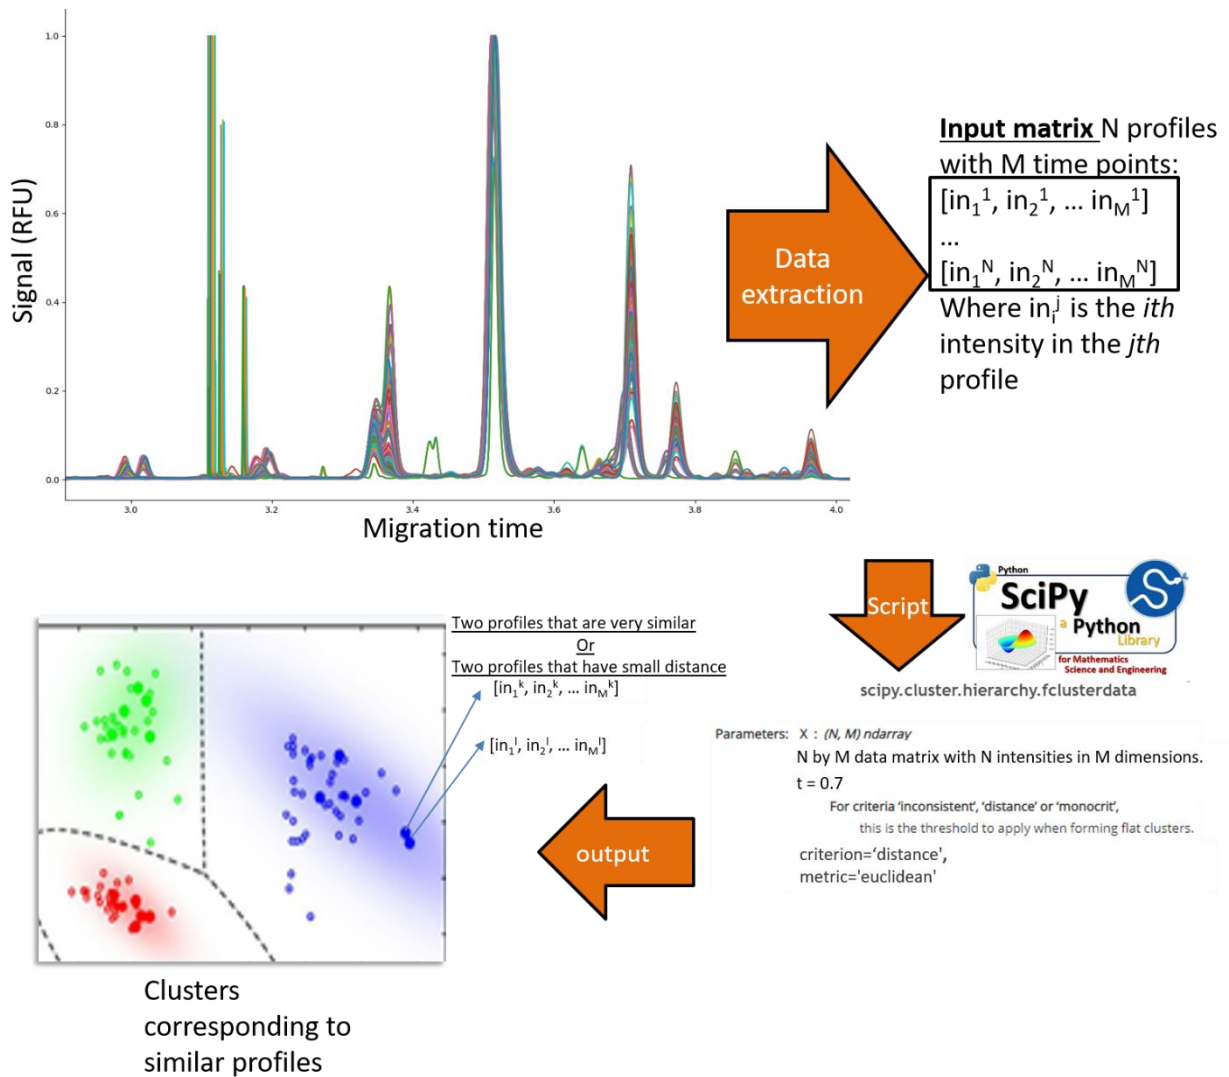 1.0
0.8
0.6
0.4
0.2
0.0
Signal (RFU)
3.0
3.2
3.4
3.6
3.8
4.0
Migration time
Data
extraction
Input matrix N profiles
with M time points:
[in₁¹, in₂¹, ... in_M¹]
...
[in₁ᴺ, in₂ᴺ, ... in_Mᴺ]
Where inᵢʲ is the ith
intensity in the jth
profile
Script
Python
SciPy
a
Python
Library
for Mathematics
Science and Engineering
scipy.cluster.hierarchy.fclusterdata
Parameters: X : (N, M) ndarray
N by M data matrix with N intensities in M dimensions.
t = 0.7
For criteria ‘inconsistent’, ‘distance’ or ‘monocrit’,
this is the threshold to apply when forming flat clusters.
criterion=‘distance’,
metric='euclidean'
output
Two profiles that are very similar
Or
Two profiles that have small distance
[in₁ᵏ, in₂ᵏ, ... in_Mᵏ]
[in₁ˡ, in₂ˡ, ... in_Mˡ]
Clusters
corresponding to
similar profiles